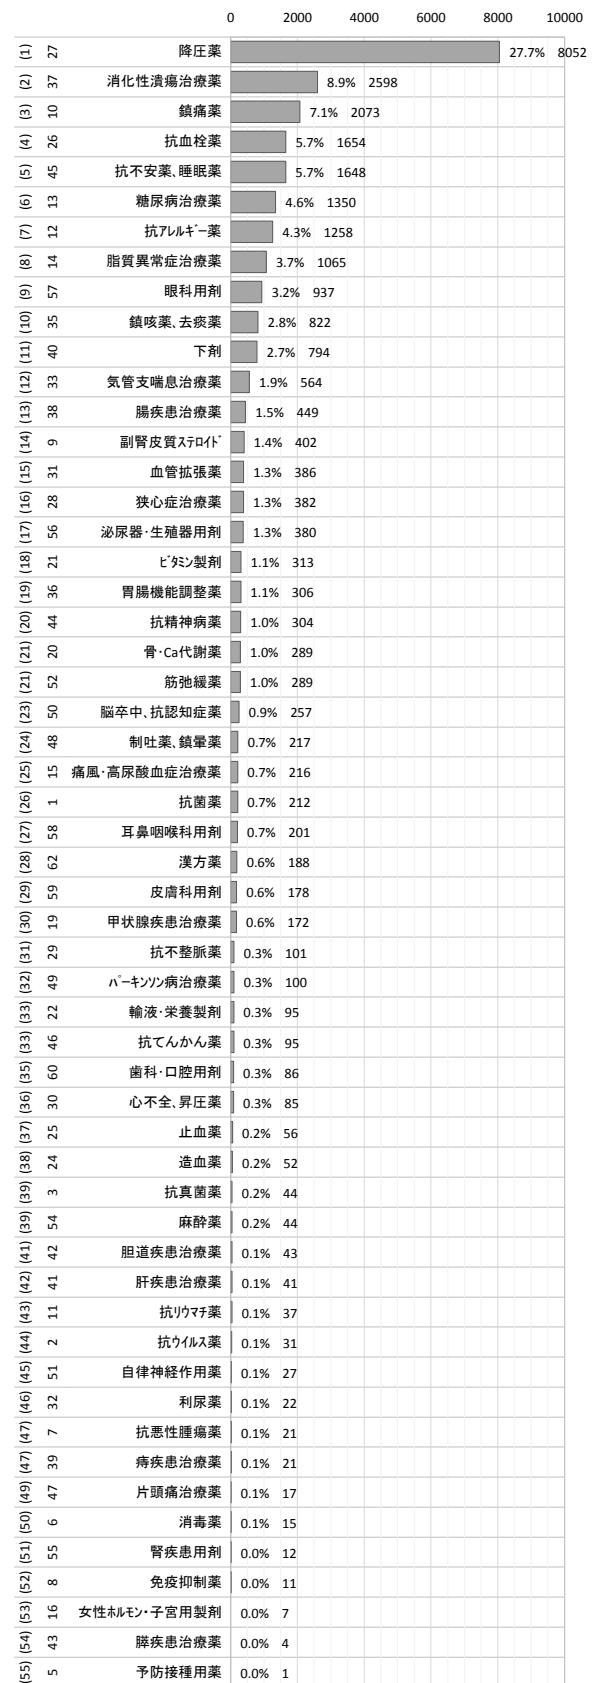 0 2000 4000 6000 8000 10000
(1) 27 降圧薬 27.7% 8052
(2) 37 消化性潰瘍治療薬 8.9% 2598
(3) 10 鎮痛薬 7.1% 2073
(4) 26 抗血栓薬 5.7% 1654
(5) 45 抗不安薬、睡眠薬 5.7% 1648
(6) 13 糖尿病治療薬 4.6% 1350
(7) 12 抗ｱﾚﾙｷﾞｰ薬 4.3% 1258
(8) 14 脂質異常症治療薬 3.7% 1065
(9) 57 眼科用剤 3.2% 937
(10) 35 鎮咳薬、去痰薬 2.8% 822
(11) 40 下剤 2.7% 794
(12) 33 気管支喘息治療薬 1.9% 564
(13) 38 腸疾患治療薬 1.5% 449
(14) 9 副腎皮質ｽﾃﾛｲﾄﾞ 1.4% 402
(15) 31 血管拡張薬 1.3% 386
(16) 28 狭心症治療薬 1.3% 382
(17) 56 泌尿器･生殖器用剤 1.3% 380
(18) 21 ﾋﾞﾀﾐﾝ製剤 1.1% 313
(19) 36 胃腸機能調整薬 1.1% 306
(20) 44 抗精神病薬 1.0% 304
(21) 20 骨･Ca代謝薬 1.0% 289
(21) 52 筋弛緩薬 1.0% 289
(23) 50 脳卒中、抗認知症薬 0.9% 257
(24) 48 制吐薬、鎮暈薬 0.7% 217
(25) 15 痛風･高尿酸血症治療薬 0.7% 216
(26) 1 抗菌薬 0.7% 212
(27) 58 耳鼻咽喉科用剤 0.7% 201
(28) 62 漢方薬 0.6% 188
(29) 59 皮膚科用剤 0.6% 178
(30) 19 甲状腺疾患治療薬 0.6% 172
(31) 29 抗不整脈薬 0.3% 101
(32) 49 ﾊﾟｰｷﾝｿﾝ病治療薬 0.3% 100
(33) 22 輸液･栄養製剤 0.3% 95
(33) 46 抗てんかん薬 0.3% 95
(35) 60 歯科･口腔用剤 0.3% 86
(36) 30 心不全、昇圧薬 0.3% 85
(37) 25 止血薬 0.2% 56
(38) 24 造血薬 0.2% 52
(39) 3 抗真菌薬 0.2% 44
(39) 54 麻酔薬 0.2% 44
(41) 42 胆道疾患治療薬 0.1% 43
(42) 41 肝疾患治療薬 0.1% 41
(43) 11 抗ﾘｳﾏﾁ薬 0.1% 37
(44) 2 抗ｳｲﾙｽ薬 0.1% 31
(45) 51 自律神経作用薬 0.1% 27
(46) 32 利尿薬 0.1% 22
(47) 7 抗悪性腫瘍薬 0.1% 21
(47) 39 痔疾患治療薬 0.1% 21
(49) 47 片頭痛治療薬 0.1% 17
(50) 6 消毒薬 0.1% 15
(51) 55 腎疾患用剤 0.0% 12
(52) 8 免疫抑制薬 0.0% 11
(53) 16 女性ﾎﾙﾓﾝ･子宮用製剤 0.0% 7
(54) 43 膵疾患治療薬 0.0% 4
(55) 5 予防接種用薬 0.0% 1